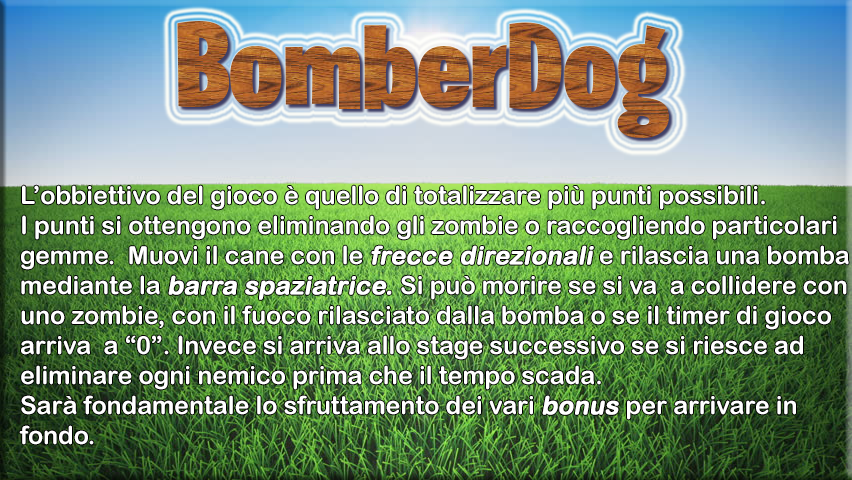 BomberDog
L’obbiettivo del gioco è quello di totalizzare più punti possibili.
I punti si ottengono eliminando gli zombie o raccogliendo particolari
gemme.  Muovi il cane con le frecce direzionali e rilascia una bomba
mediante la barra spaziatrice. Si può morire se si va  a collidere con
uno zombie, con il fuoco rilasciato dalla bomba o se il timer di gioco
arriva  a “0”. Invece si arriva allo stage successivo se si riesce ad
eliminare ogni nemico prima che il tempo scada.
Sarà fondamentale lo sfruttamento dei vari bonus per arrivare in
fondo.